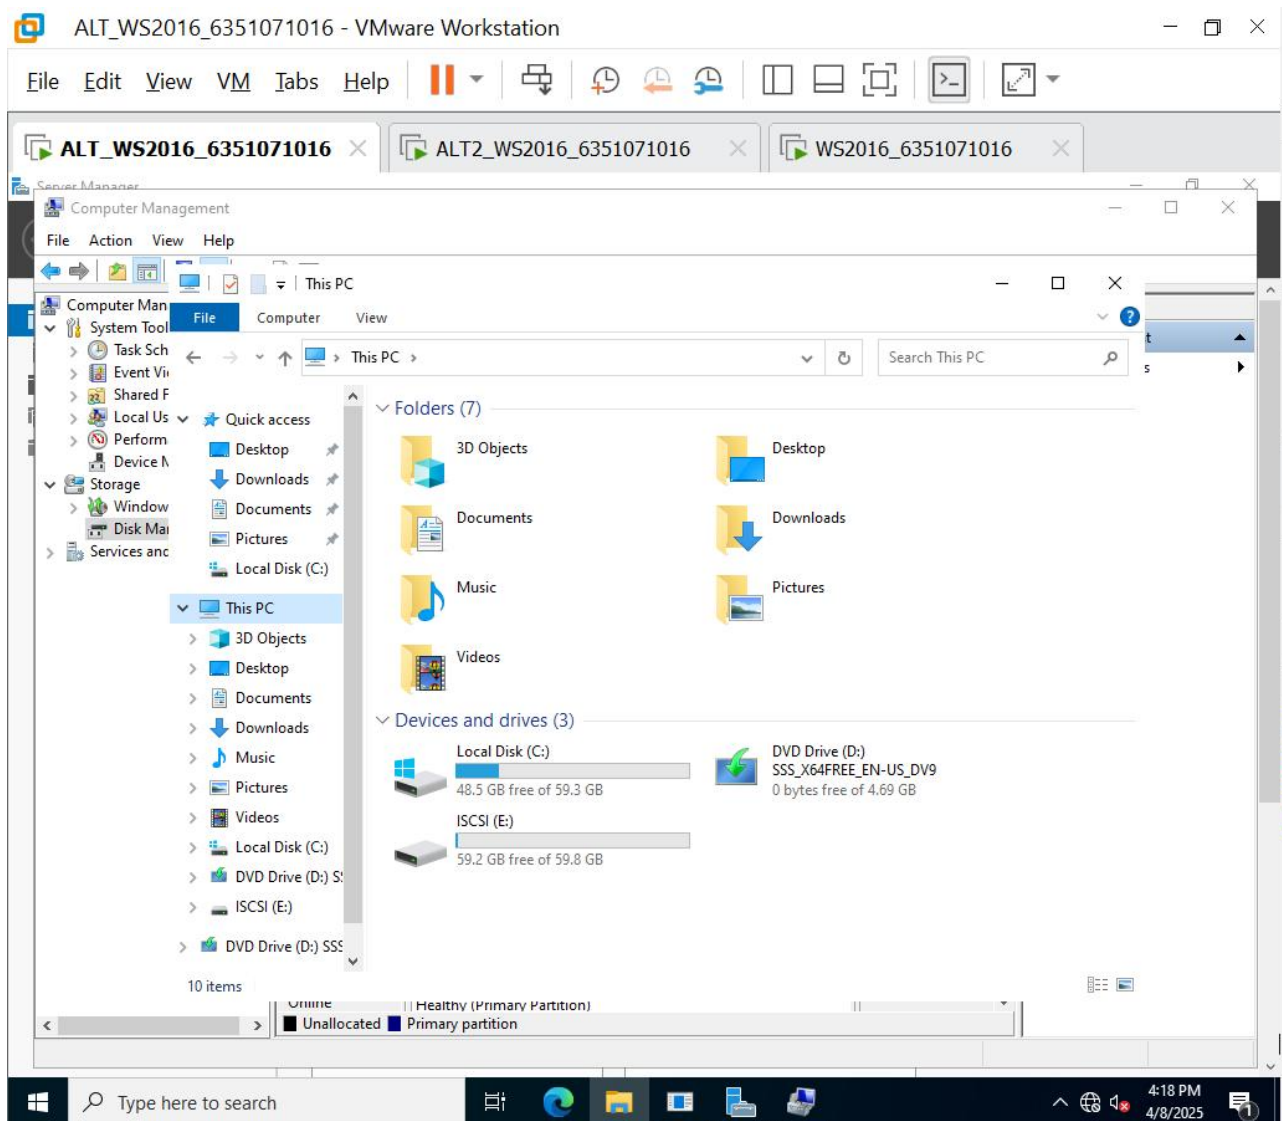 ALT_WS2016_6351071016 - VMware Workstation
File Edit View VM Tabs Help
ALT_WS2016_6351071016 ALT2_WS2016_6351071016 WS2016_6351071016
Server Manager
Computer Management
File Action View Help
This PC
File Computer View
This PC
Search This PC
Computer Man
System Tool
Task Sch
Event Vi
Shared F
Local Us
Perform
Device M
Storage
Window
Disk Mar
Services and
Quick access
Desktop
Downloads
Documents
Pictures
Local Disk (C:)
This PC
3D Objects
Desktop
Documents
Downloads
Music
Pictures
Videos
Local Disk (C:)
DVD Drive (D:) S
ISCSI (E:)
DVD Drive (D:) SSS
Folders (7)
3D Objects
Desktop
Documents
Downloads
Music
Pictures
Videos
Devices and drives (3)
Local Disk (C:)
48.5 GB free of 59.3 GB
DVD Drive (D:)
SSS_X64FREE_EN-US_DV9
0 bytes free of 4.69 GB
ISCSI (E:)
59.2 GB free of 59.8 GB
10 items
Online
Healthy (Primary Partition)
Unallocated Primary partition
Type here to search
4:18 PM
4/8/2025